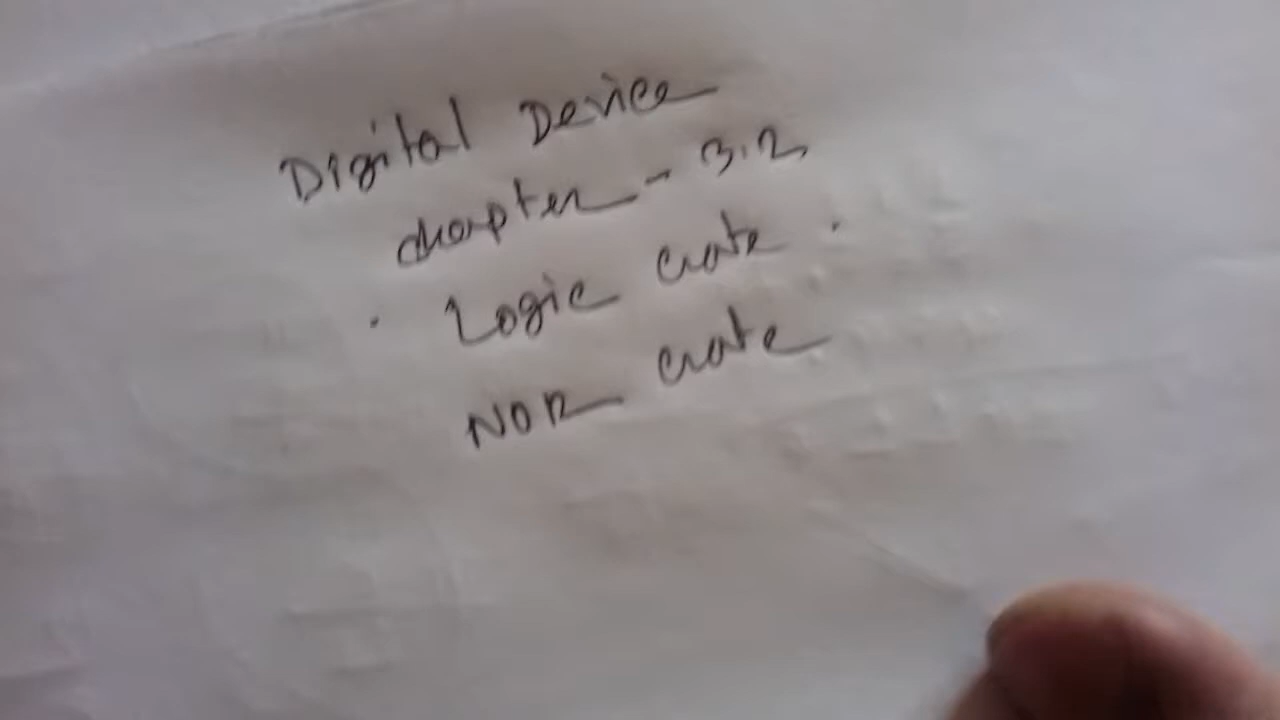 Digital Device
chapter - 3.2
. Logic Gate .
NOR Gate